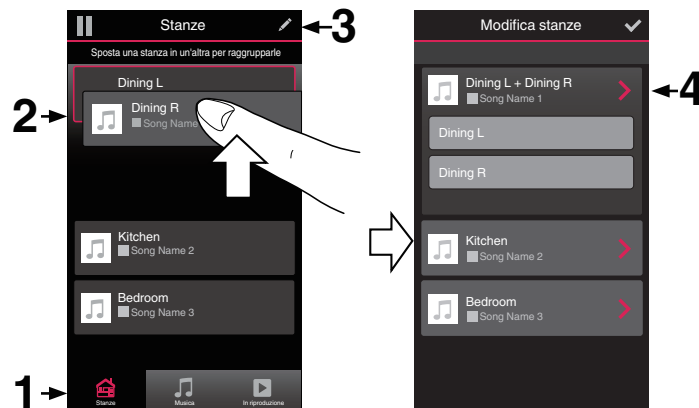 Stanze
3
Sposta una stanza in un'altra per raggrupparle
2
Dining L
Dining R
Song Name
Kitchen
Song Name 2
Bedroom
Song Name 3
1
Stanze
Musica
In riproduzione
Modifica stanze
4
Dining L + Dining R
Song Name 1
Dining L
Dining R
Kitchen
Song Name 2
Bedroom
Song Name 3